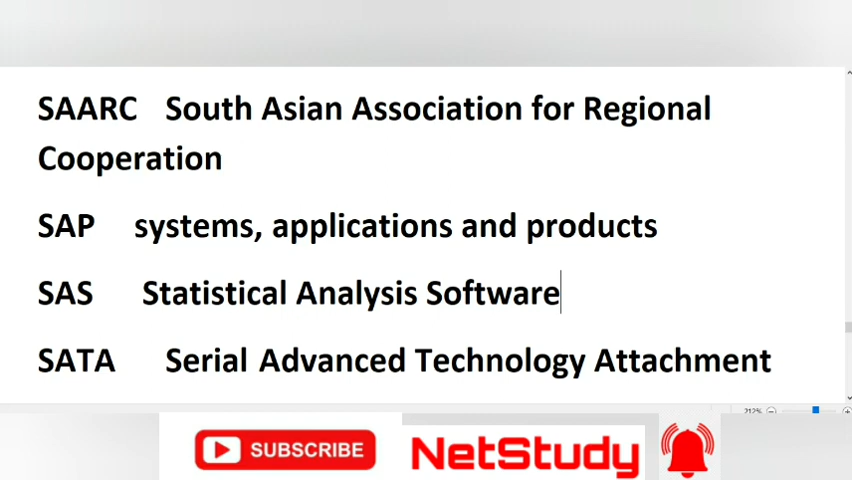 SAARC South Asian Association for Regional
Cooperation
SAP systems, applications and products
SAS Statistical Analysis Software
SATA Serial Advanced Technology Attachment
212%
SUBSCRIBE NetStudy